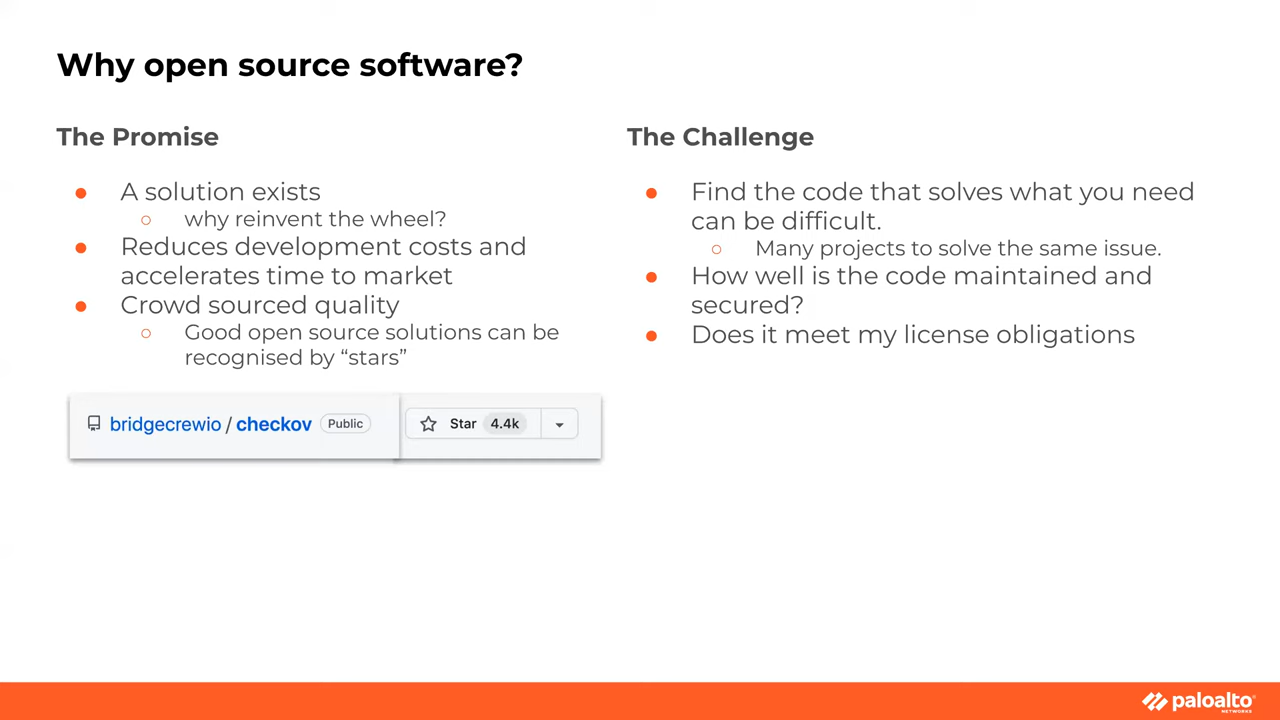 Why open source software?
The Promise
● A solution exists
○ why reinvent the wheel?
● Reduces development costs and
accelerates time to market
● Crowd sourced quality
○ Good open source solutions can be
recognised by “stars”
bridgecrewio / checkov Public
Star 4.4k
The Challenge
● Find the code that solves what you need
can be difficult.
○ Many projects to solve the same issue.
● How well is the code maintained and
secured?
● Does it meet my license obligations
paloalto
NETWORKS